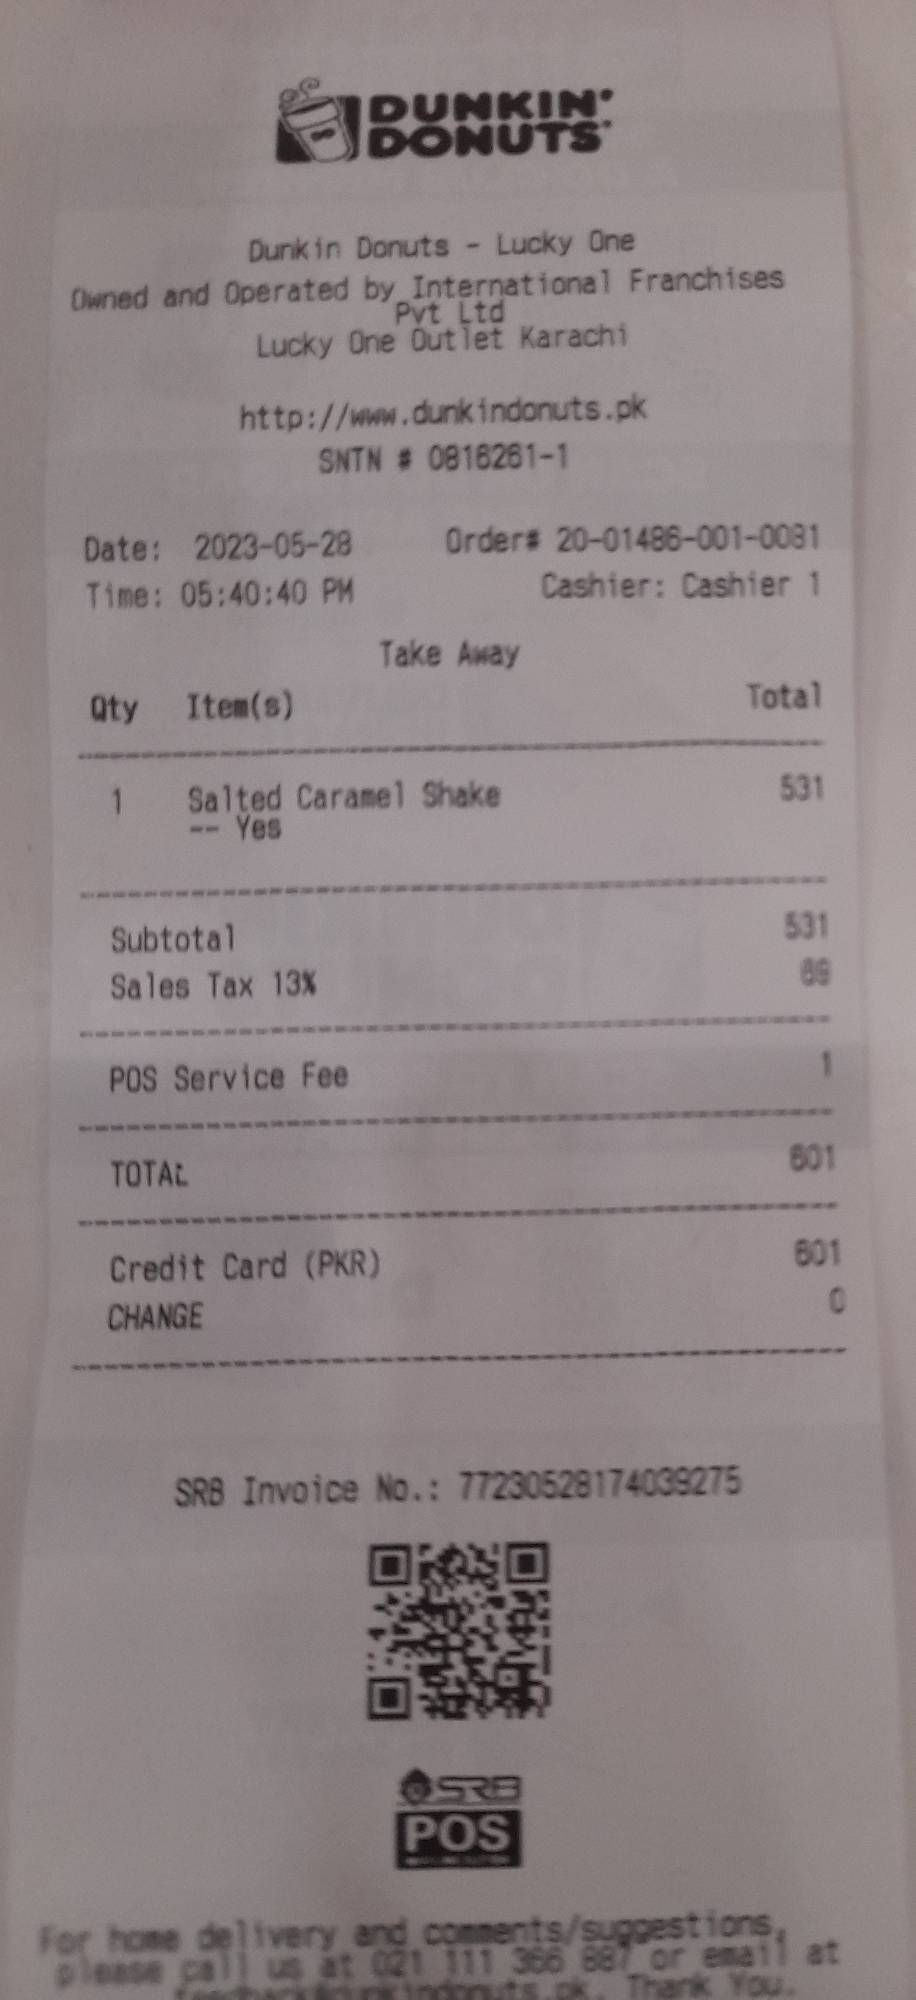 DUNKIN'
DONUTS
Dunkin Donuts - Lucky One
Owned and Operated by International Franchises
Pvt Ltd
Lucky One Outlet Karachi
http://www.dunkindonuts.pk
SNTN # 0816261-1
Date: 2023-05-28 Order# 20-01486-001-0081
Time: 05:40:40 PM Cashier: Cashier 1
Take Away
Qty Item(s) Total
1 Salted Caramel Shake 531
-- Yes
Subtotal 531
Sales Tax 13% 69
POS Service Fee 1
TOTAL 601
Credit Card (PKR) 601
CHANGE 0
SRB Invoice No.: 77230528174039275
SRB
POS
For home delivery and comments/suggestions,
please call us at 021 111 366 887 or email at
feedback@dunkindonuts.pk. Thank You.